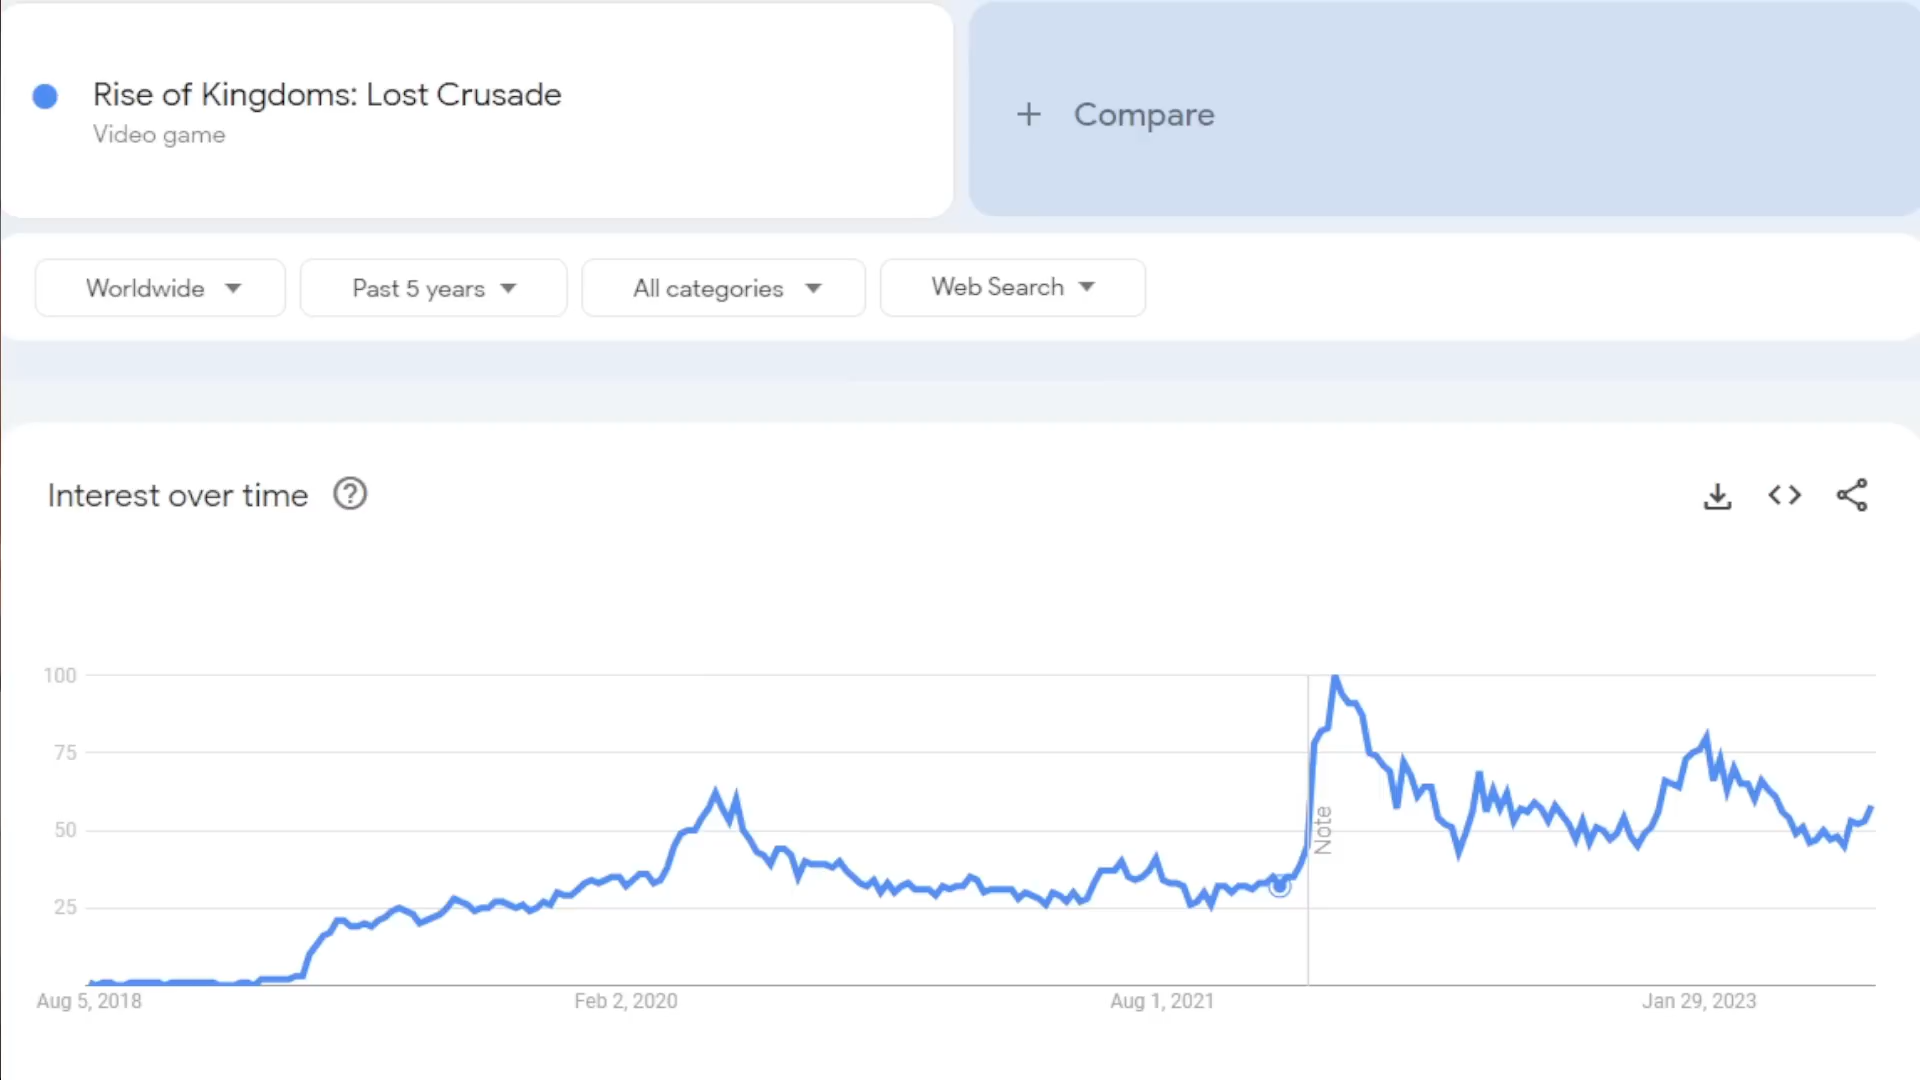 Rise of Kingdoms: Lost Crusade
Video game
+ Compare
Worldwide
Past 5 years
All categories
Web Search
Interest over time ?
100
75
50
25
Note
Aug 5, 2018
Feb 2, 2020
Aug 1, 2021
Jan 29, 2023